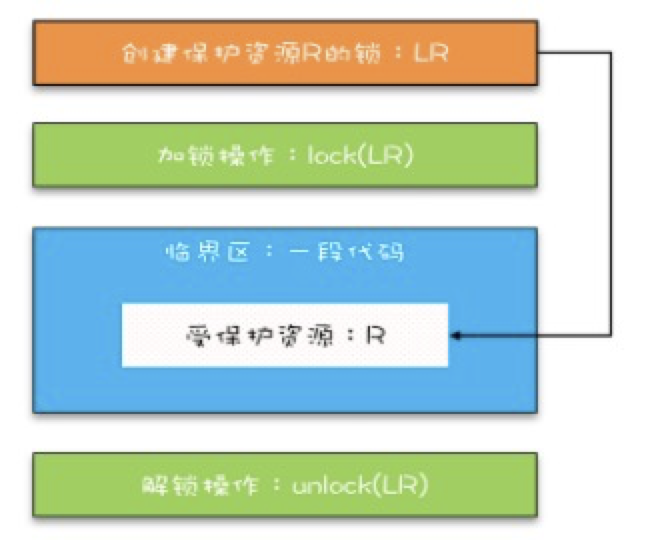 创建保护资源R的锁：LR
加锁操作：lock(LR)
临界区：一段代码
受保护资源：R
解锁操作：unlock(LR)